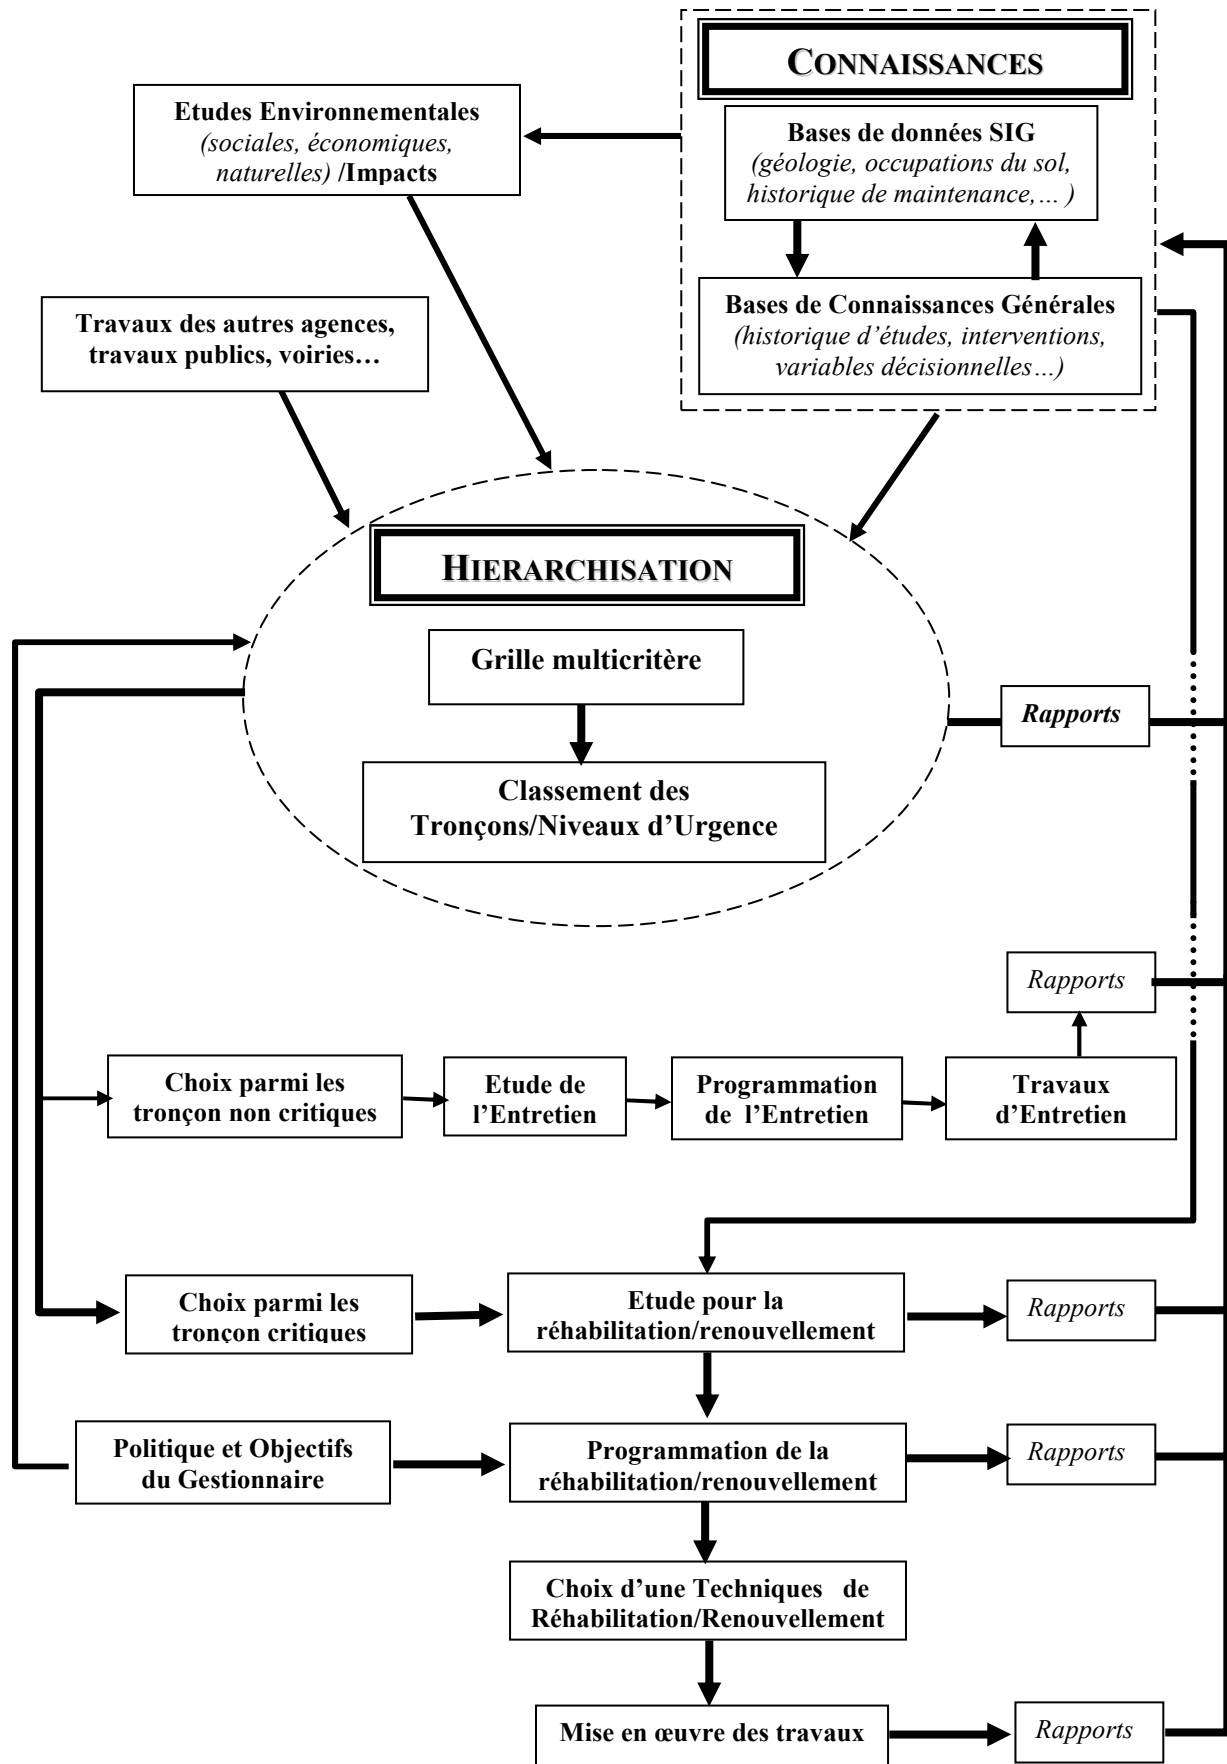 CONNAISSANCES
Etudes Environnementales
(sociales, économiques,
naturelles) /Impacts
Bases de données SIG
(géologie, occupations du sol,
historique de maintenance,… )
Bases de Connaissances Générales
(historique d’études, interventions,
variables décisionnelles…)
Travaux des autres agences,
travaux publics, voiries…
HIERARCHISATION
Grille multicritère
Rapports
Classement des
Tronçons/Niveaux d’Urgence
Rapports
Choix parmi les
tronçon non critiques
Etude de
l’Entretien
Programmation
de l’Entretien
Travaux
d’Entretien
Choix parmi les
tronçon critiques
Etude pour la
réhabilitation/renouvellement
Rapports
Politique et Objectifs
du Gestionnaire
Programmation de la
réhabilitation/renouvellement
Rapports
Choix d’une Techniques de
Réhabilitation/Renouvellement
Mise en œuvre des travaux
Rapports